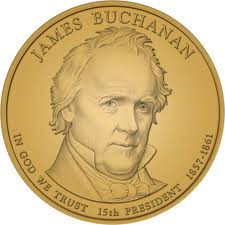 JAMES BUCHANAN
IN GOD WE TRUST 15th PRESIDENT 1857-1861